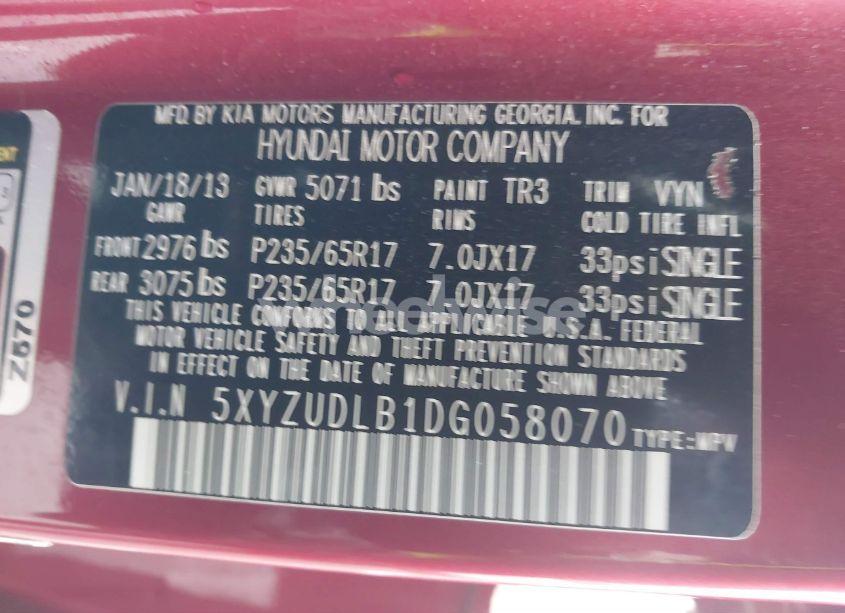 MFD. BY KIA MOTORS MANUFACTURING GEORGIA. INC. FOR
HYUNDAI MOTOR COMPANY
JAN/18/13 GVWR 5071 lbs PAINT TR3 TRIM VYN
GAWR TIRES RIMS COLD TIRE INFL
FRONT 2976 lbs P235/65R17 7.0JX17 33psi SINGLE
REAR 3075 lbs P235/65R17 7.0JX17 33psi SINGLE
THIS VEHICLE CONFORMS TO ALL APPLICABLE U.S.A. FEDERAL
MOTOR VEHICLE SAFETY AND THEFT PREVENTION STANDARDS
IN EFFECT ON THE DATE OF MANUFACTURE SHOWN ABOVE
V.I.N 5XYZUDLB1DG058070 TYPE:MPV
Z670